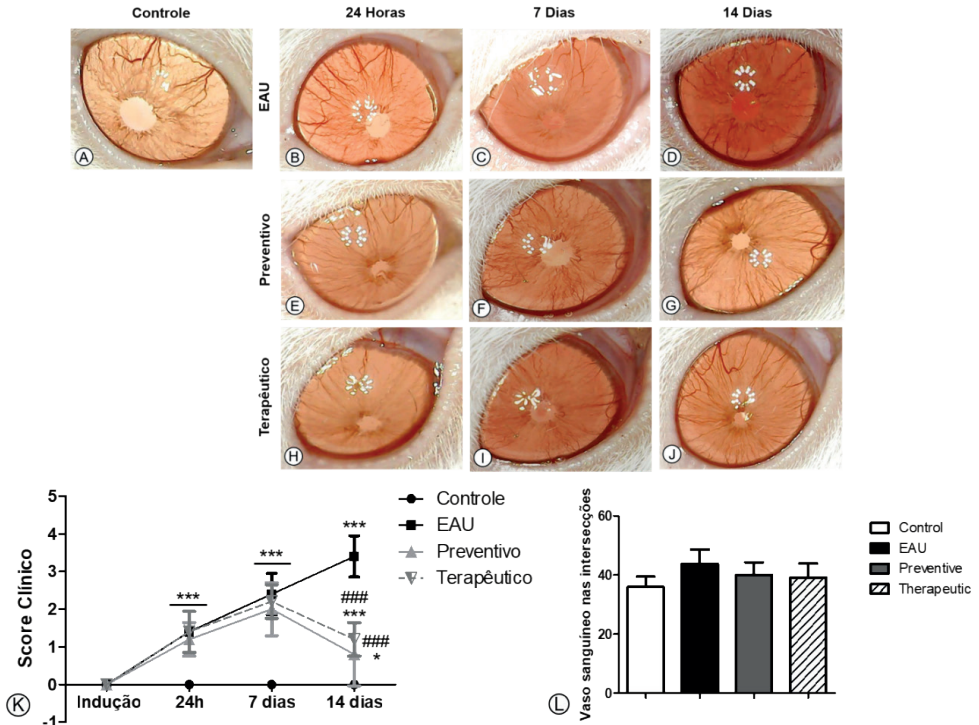 Controle
24 Horas
7 Dias
14 Dias
EAU
A
B
C
D
Preventivo
E
F
G
Terapêutico
H
I
J
Score Clínico
5
4
3
2
1
0
-1
Indução
24h
7 dias
14 dias
***
***
***
###
***
###
*
Controle
EAU
Preventivo
Terapêutico
K
Vaso sanguíneo nas intersecções
60
40
20
0
Control
EAU
Preventive
Therapeutic
L